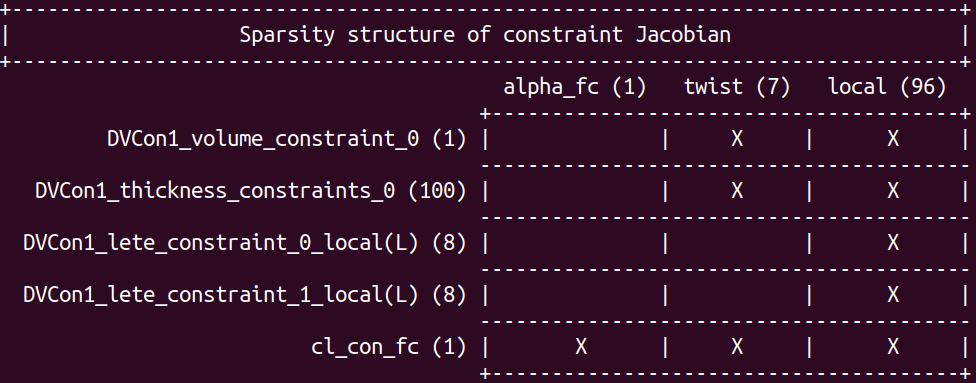 +-------------------------------------------------------------------------------+
|                   Sparsity structure of constraint Jacobian                   |
+-------------------------------------------------------------------------------+
                                          alpha_fc (1)   twist (7)   local (96)
                                        +---------------------------------------+
          DVCon1_volume_constraint_0 (1) |              |     X     |      X     |
                                         ----------------------------------------
    DVCon1_thickness_constraints_0 (100) |              |     X     |      X     |
                                         ----------------------------------------
   DVCon1_lete_constraint_0_local(L) (8) |              |           |      X     |
                                         ----------------------------------------
   DVCon1_lete_constraint_1_local(L) (8) |              |           |      X     |
                                         ----------------------------------------
                           cl_con_fc (1) |       X      |     X     |      X     |
                                        +---------------------------------------+